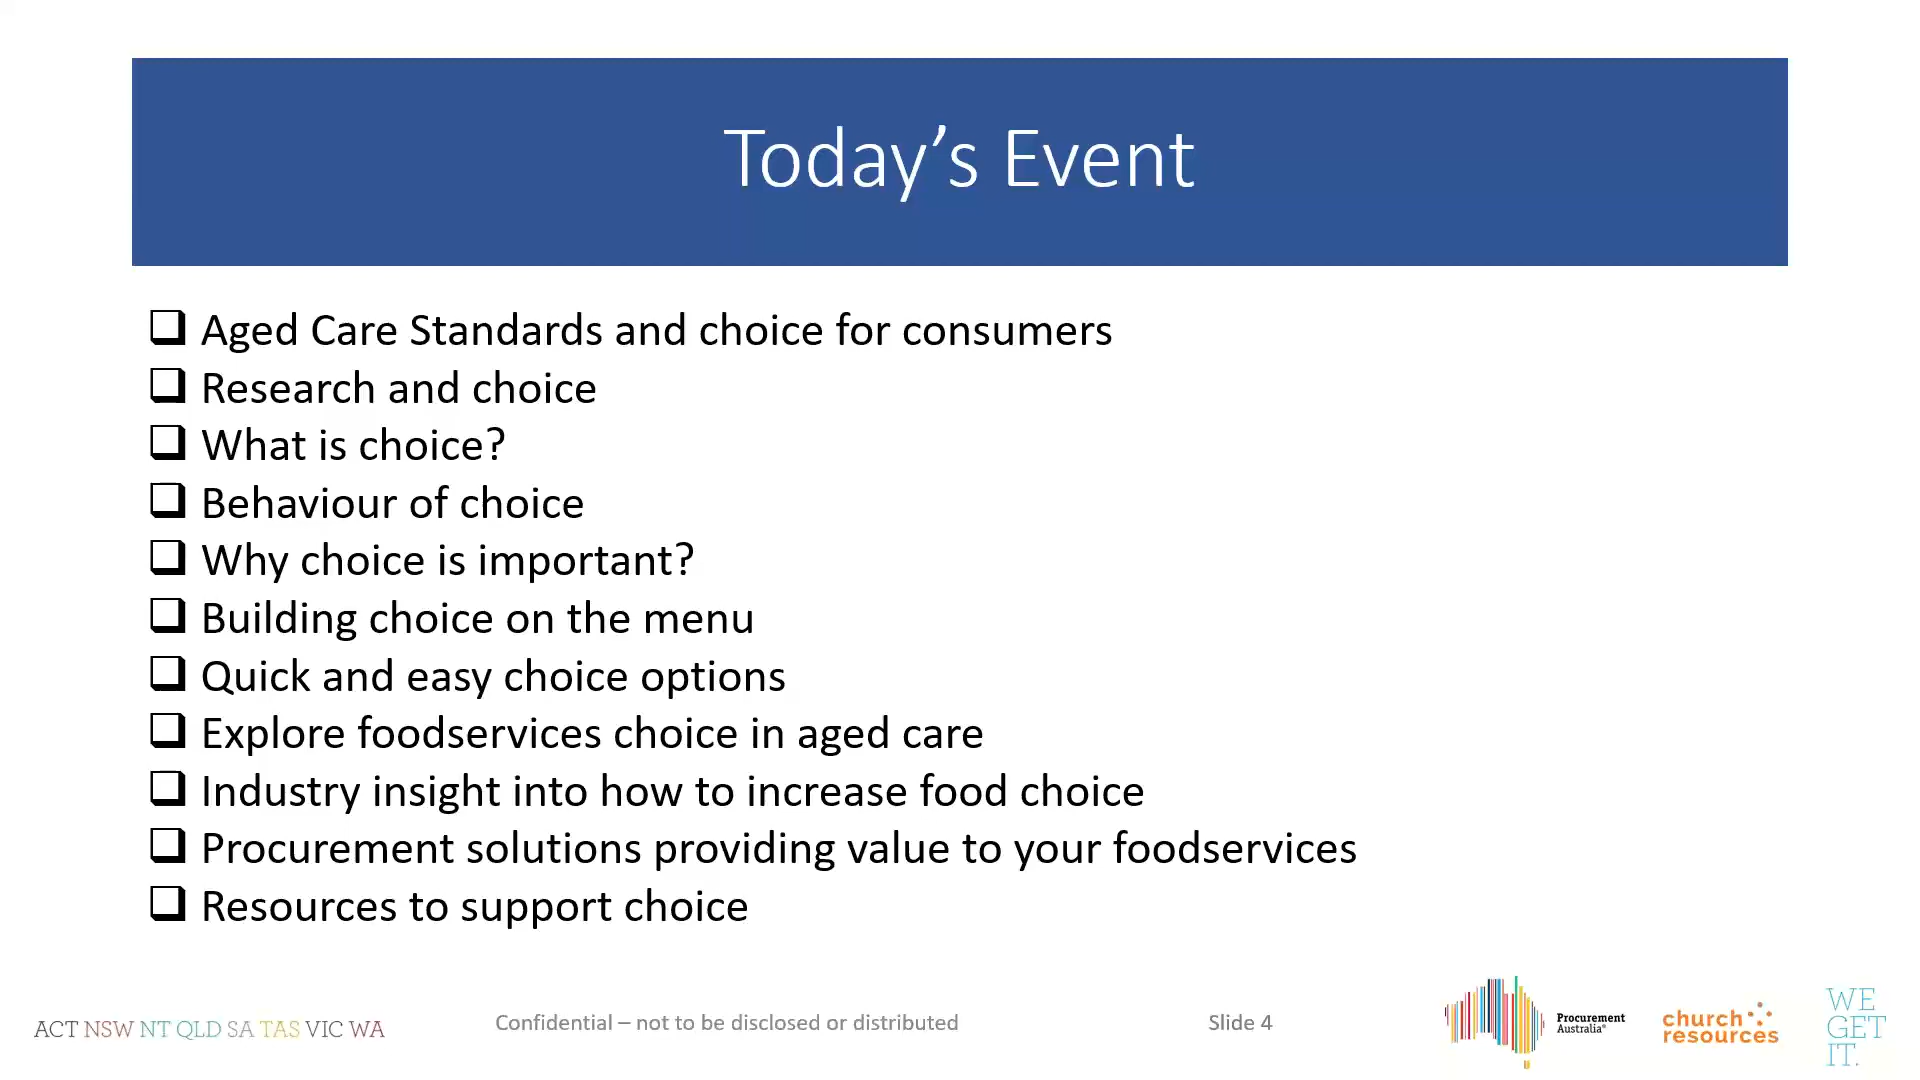 Today’s Event
Aged Care Standards and choice for consumers
Research and choice
What is choice?
Behaviour of choice
Why choice is important?
Building choice on the menu
Quick and easy choice options
Explore foodservices choice in aged care
Industry insight into how to increase food choice
Procurement solutions providing value to your foodservices
Resources to support choice
ACT NSW NT QLD SA TAS VIC WA
Confidential – not to be disclosed or distributed
Slide 4
Procurement
Australia®
church
resources
WE
GET
IT.